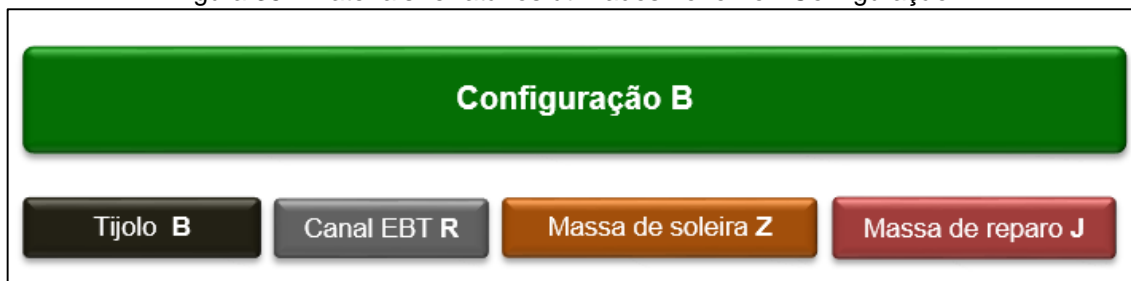 Configuração B
Tijolo B
Canal EBT R
Massa de soleira Z
Massa de reparo J